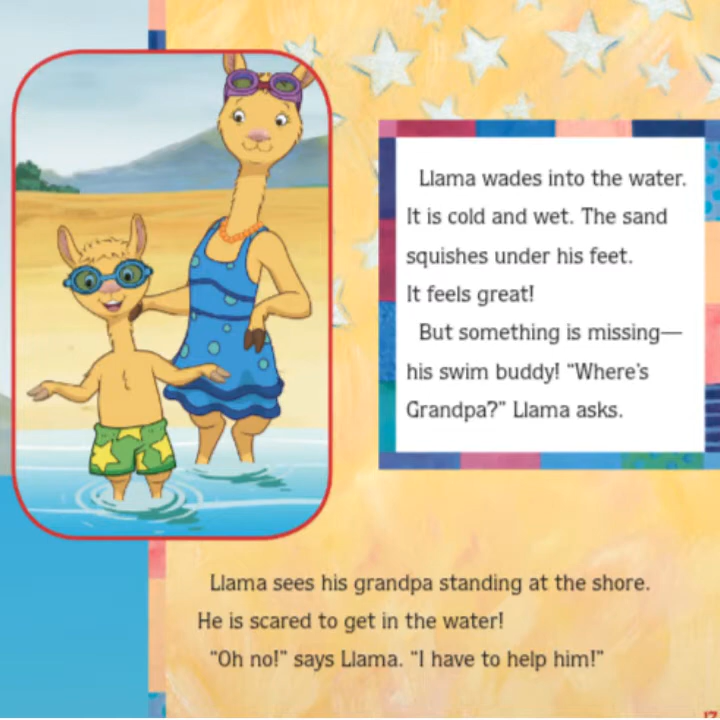 Llama wades into the water.
It is cold and wet. The sand
squishes under his feet.
It feels great!
But something is missing—
his swim buddy! “Where’s
Grandpa?” Llama asks.
Llama sees his grandpa standing at the shore.
He is scared to get in the water!
“Oh no!” says Llama. “I have to help him!”